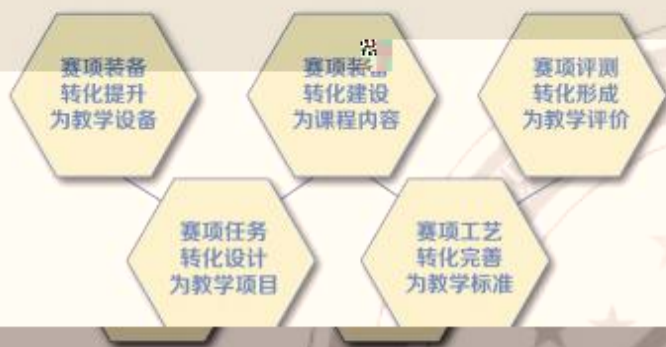 赛项装备
转化提升
为教学设备
赛项装
转化建设
为课程内容
赛项评测
转化形成
为教学评价
赛项任务
转化设计
为教学项目
赛项工艺
转化完善
为教学标准